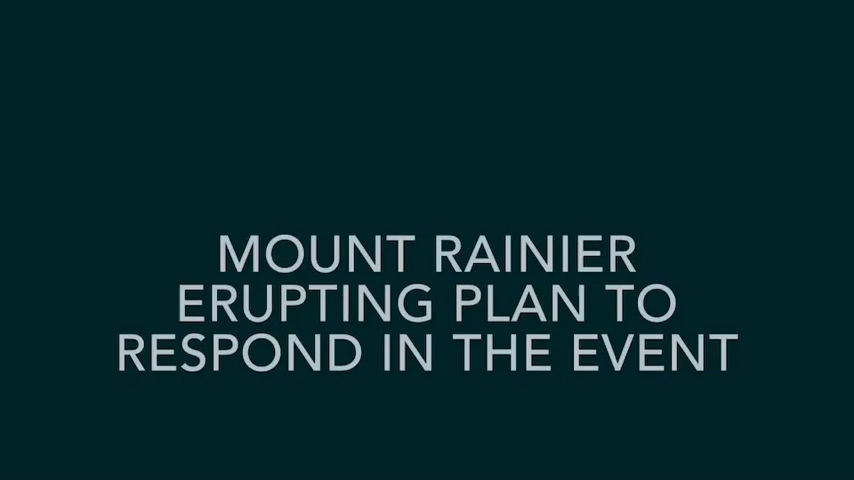 MOUNT RAINIER
ERUPTING PLAN TO
RESPOND IN THE EVENT